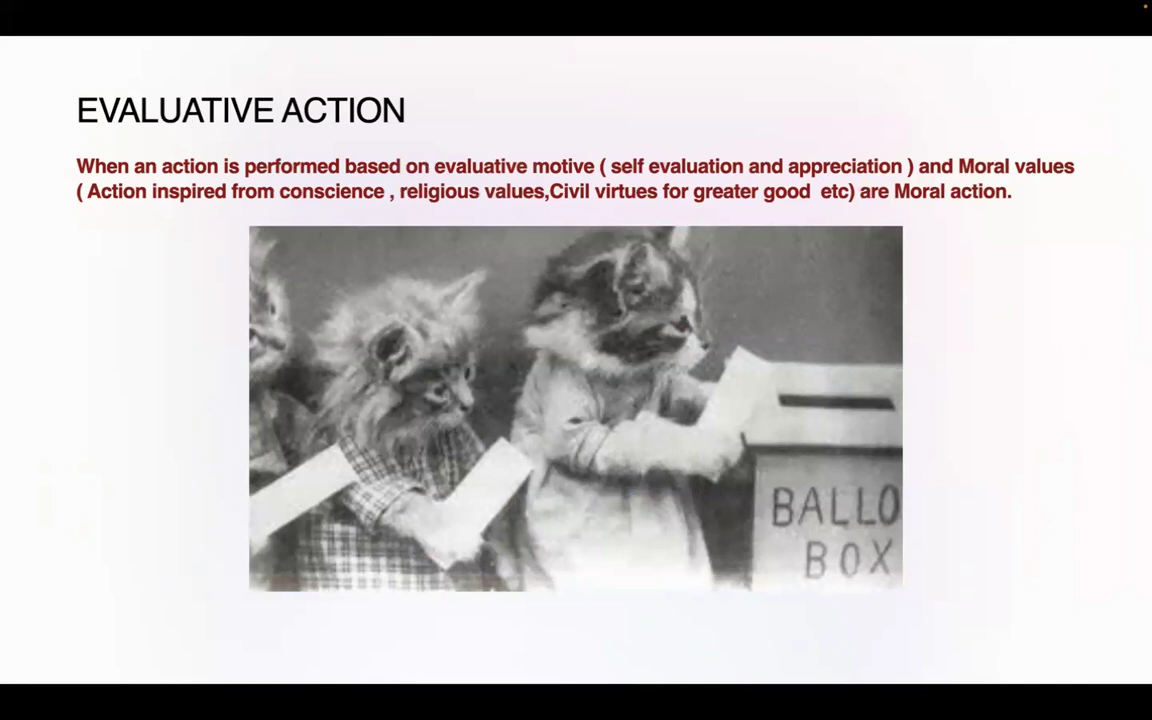 EVALUATIVE ACTION
When an action is performed based on evaluative motive ( self evaluation and appreciation ) and Moral values
( Action inspired from conscience , religious values,Civil virtues for greater good  etc) are Moral action.
BALLO
BOX